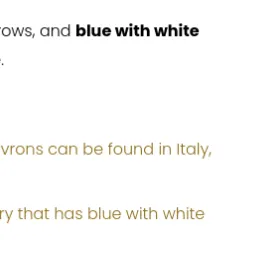 rows, and blue with white
.
vrons can be found in Italy,
ry that has blue with white